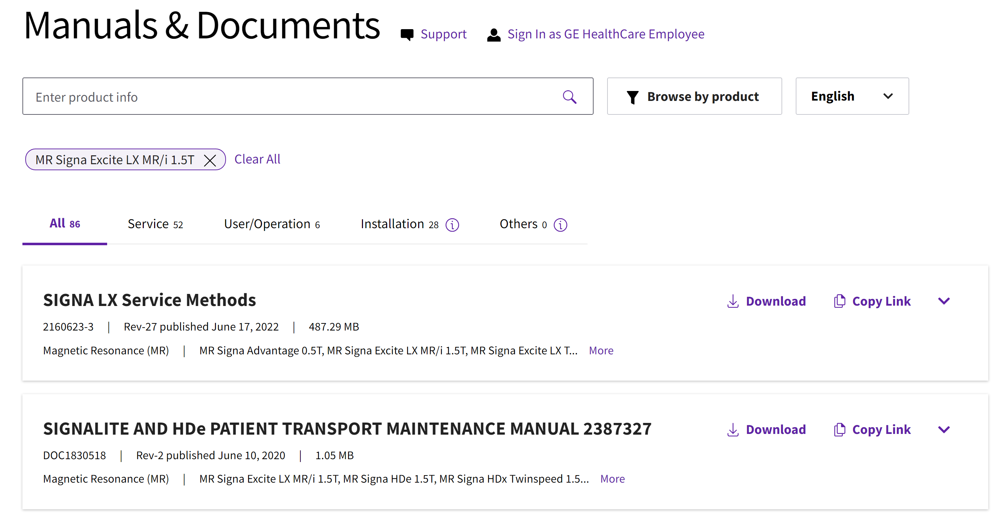 Manuals & Documents Support Sign In as GE HealthCare Employee
Enter product info Browse by product English
MR Signa Excite LX MR/i 1.5T Clear All
All 86 Service 52 User/Operation 6 Installation 28 Others 0
SIGNA LX Service Methods Download Copy Link
2160623-3 | Rev-27 published June 17, 2022 | 487.29 MB
Magnetic Resonance (MR) | MR Signa Advantage 0.5T, MR Signa Excite LX MR/i 1.5T, MR Signa Excite LX T... More
SIGNALITE AND HDe PATIENT TRANSPORT MAINTENANCE MANUAL 2387327 Download Copy Link
DOC1830518 | Rev-2 published June 10, 2020 | 1.05 MB
Magnetic Resonance (MR) | MR Signa Excite LX MR/i 1.5T, MR Signa HDe 1.5T, MR Signa HDx Twinspeed 1.5... More